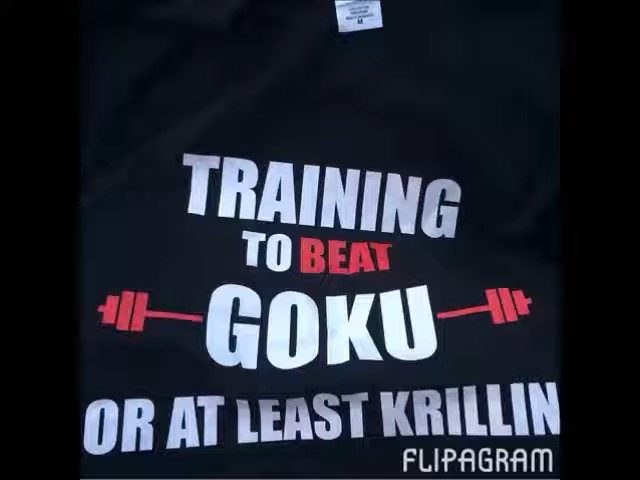 M
TRAINING
TO BEAT
GOKU
OR AT LEAST KRILLIN
FLIPAGRAM